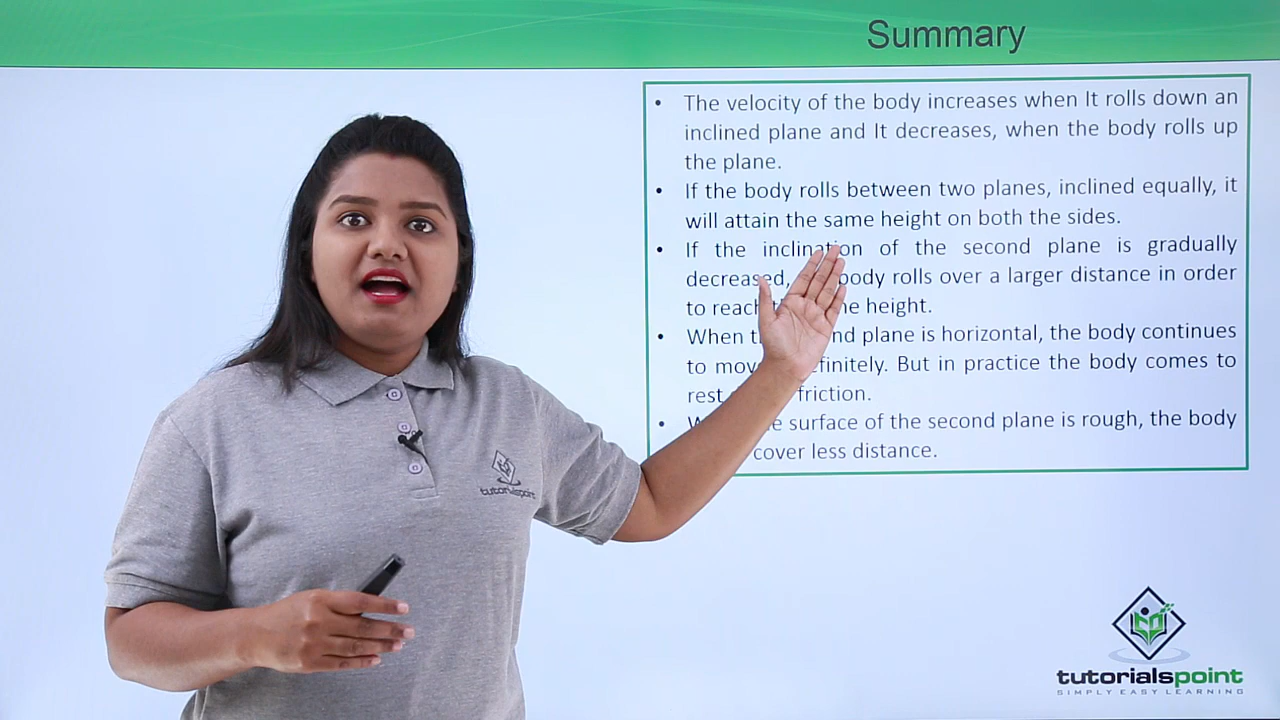 Summary
• The velocity of the body increases when It rolls down an
inclined plane and It decreases, when the body rolls up
the plane.
• If the body rolls between two planes, inclined equally, it
will attain the same height on both the sides.
• If the inclination of the second plane is gradually
decreased, body rolls over a larger distance in order
to reach height.
• When plane is horizontal, the body continues
to But in practice the body comes to
rest friction.
• surface of the second plane is rough, the body
cover less distance.
tutorialspoint
tutorialspoint
SIMPLY EASY LEARNING